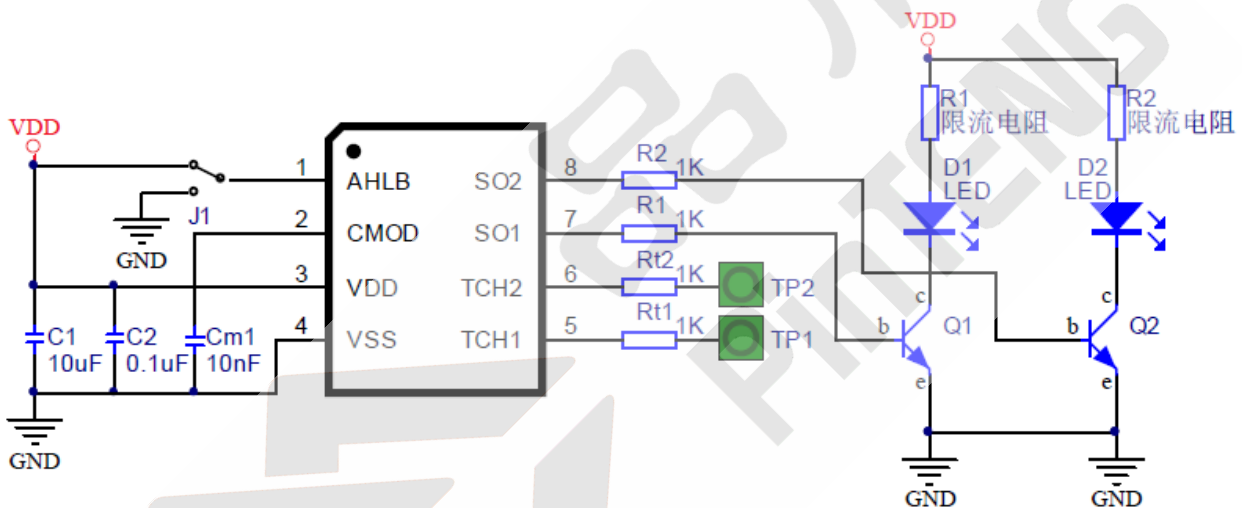 VDD
R1
限流电阻
R2
限流电阻
D1
LED
D2
LED
VDD
J1
GND
1
AHLB
SO2
8
R2
1K
2
CMOD
SO1
7
R1
1K
3
VDD
TCH2
6
Rt2
1K
TP2
4
VSS
TCH1
5
Rt1
1K
TP1
C1
10uF
C2
0.1uF
Cm1
10nF
GND
c
b
e
Q1
c
b
e
Q2
GND
GND
PinTENG